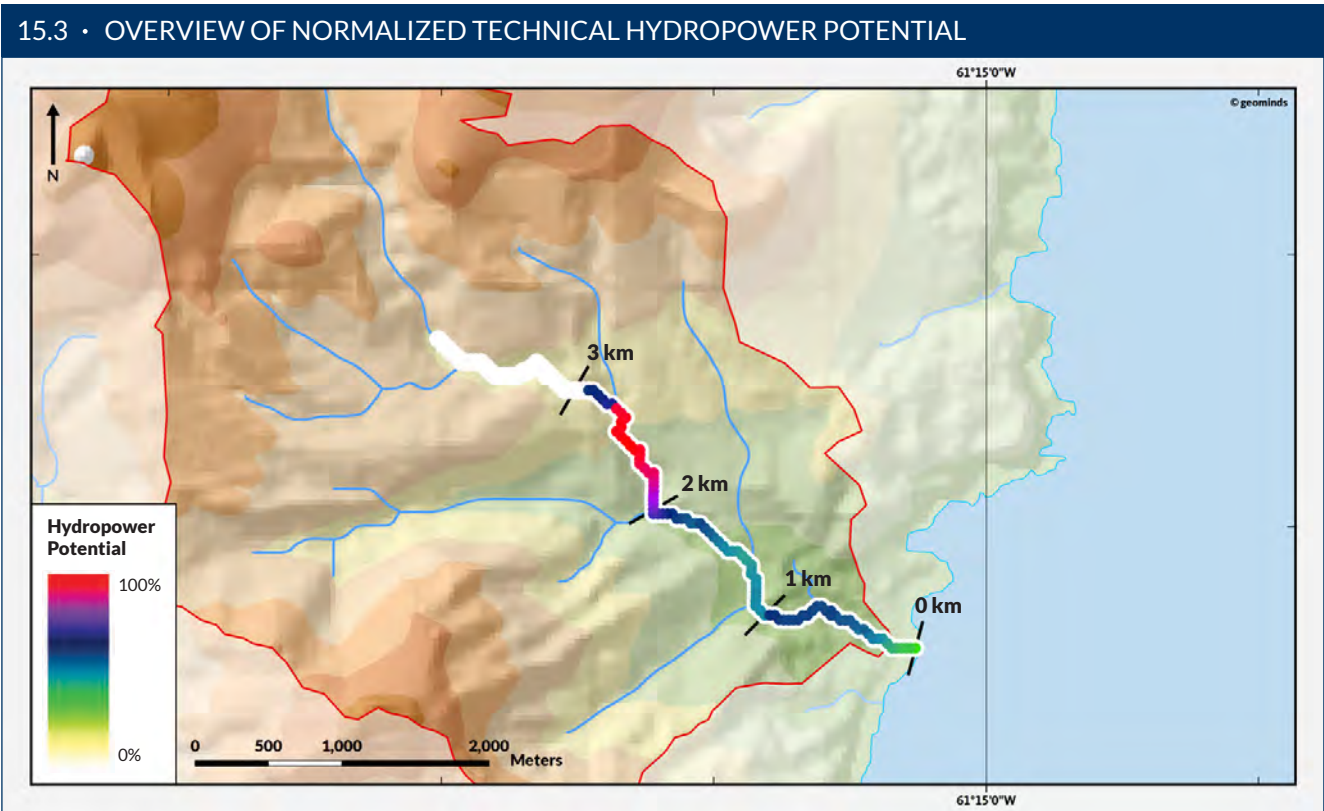 15.3 • OVERVIEW OF NORMALIZED TECHNICAL HYDROPOWER POTENTIAL
61°15'0"W
© geominds
N
3 km
2 km
1 km
0 km
Hydropower
Potential
100%
0%
0 500 1,000 2,000
Meters
61°15'0"W